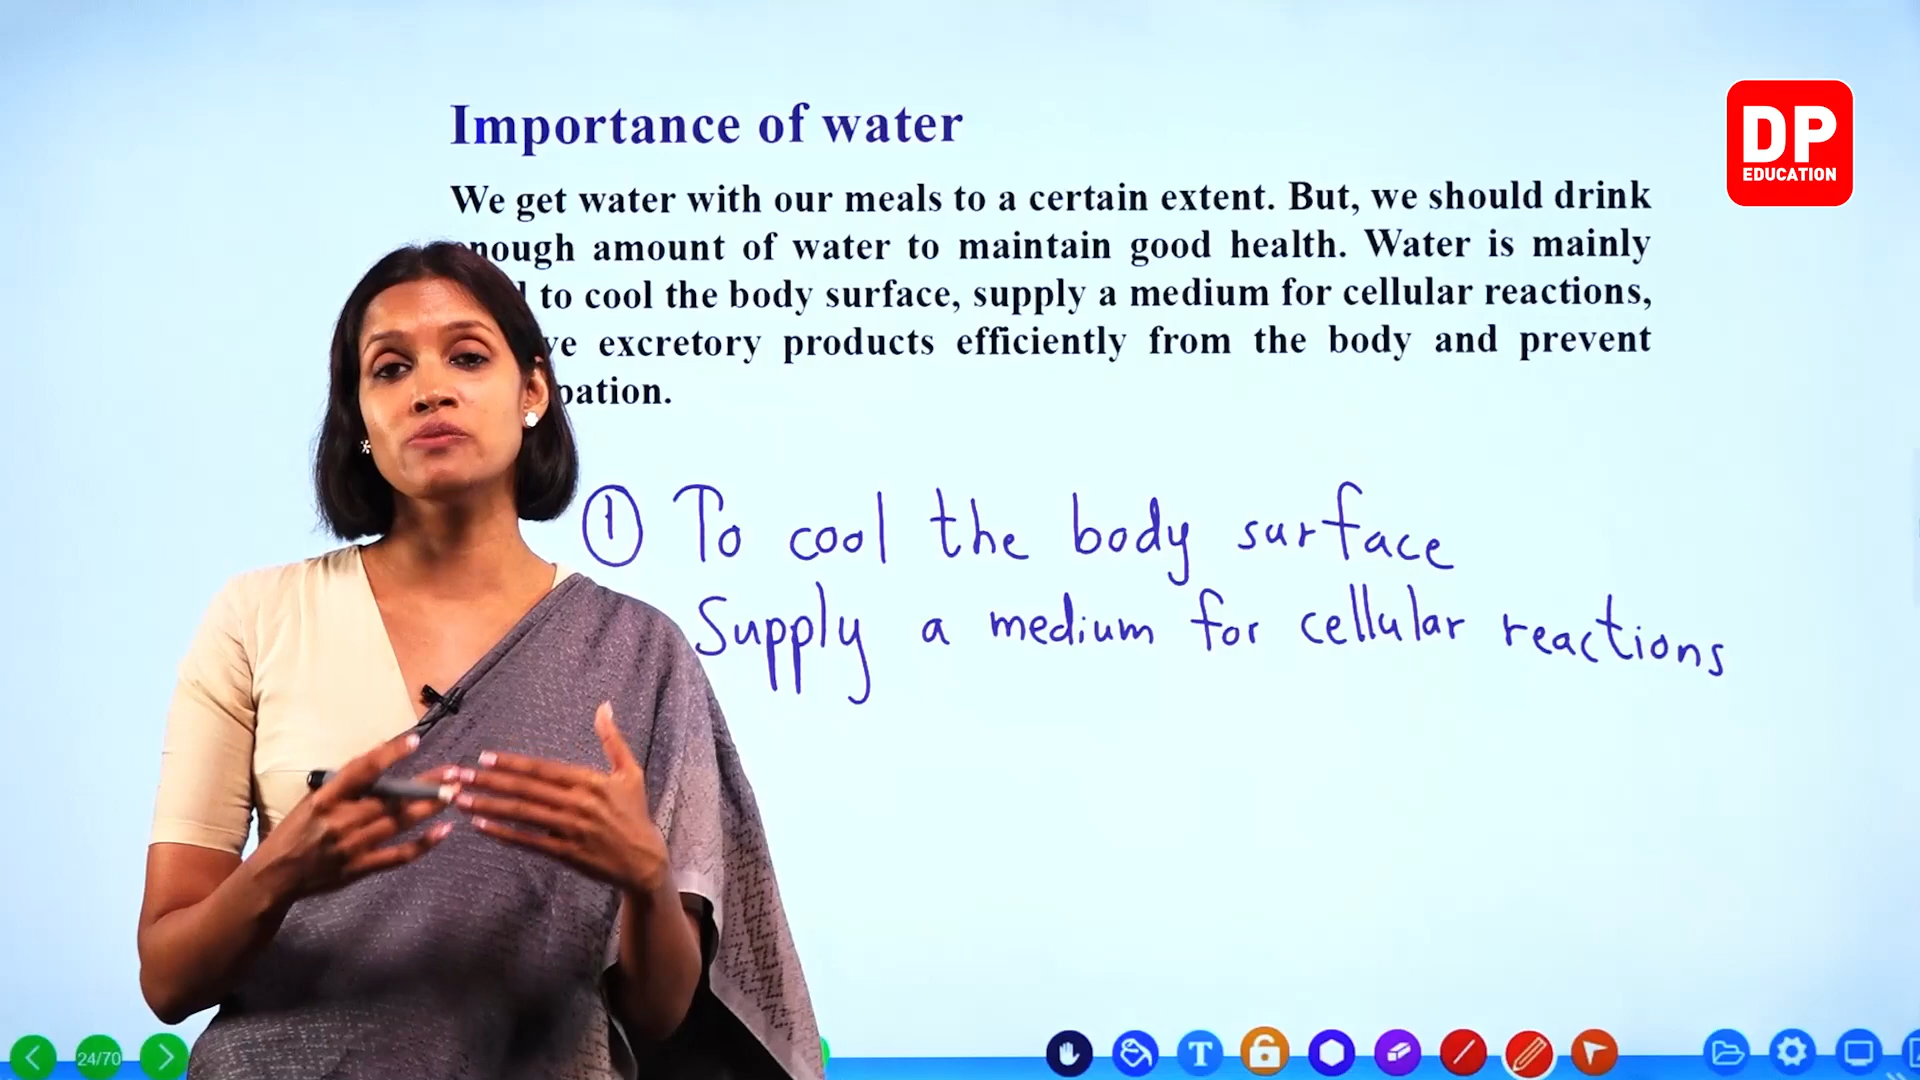 Importance of water
We get water with our meals to a certain extent. But, we should drink
amount of water to maintain good health. Water is mainly
to cool the body surface, supply a medium for cellular reactions,
excretory products efficiently from the body and prevent
① To cool the body surface
Supply a medium for cellular reactions
DP
EDUCATION
24/70
T